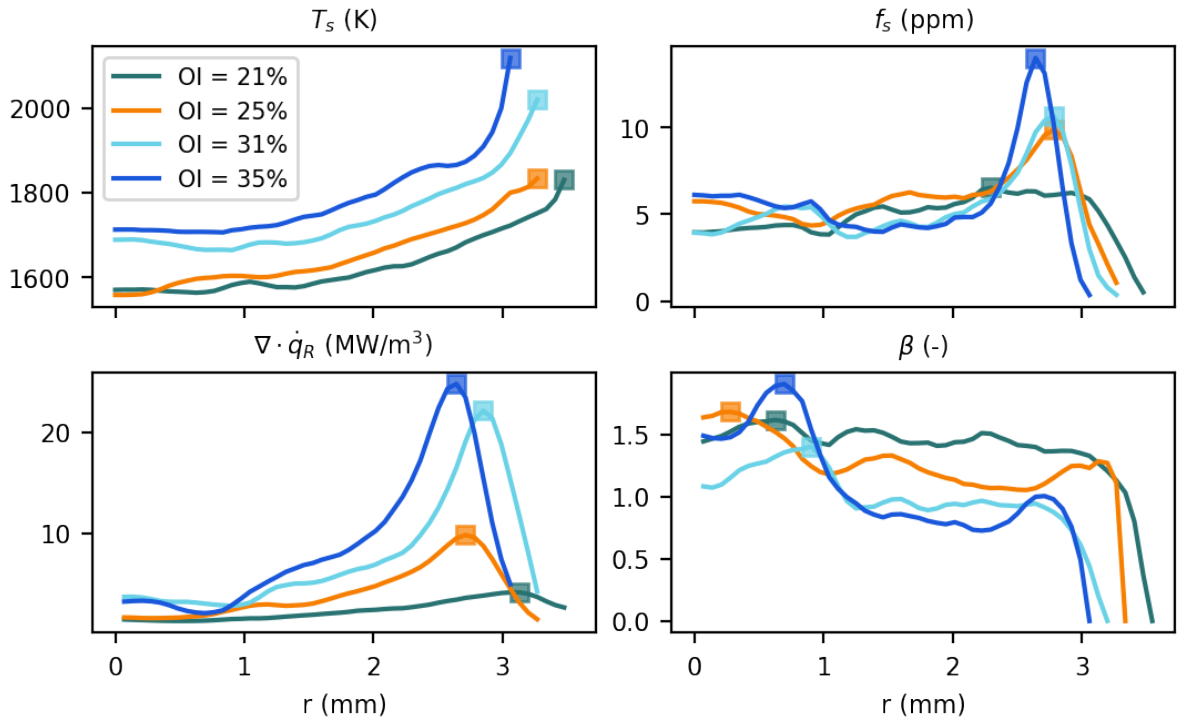 T_s (K)
2000
1800
1600
OI = 21%
OI = 25%
OI = 31%
OI = 35%
f_s (ppm)
10
5
0
∇ · q̇_R (MW/m³)
20
10
0
1
2
3
r (mm)
β (-)
1.5
1.0
0.5
0.0
0
1
2
3
r (mm)